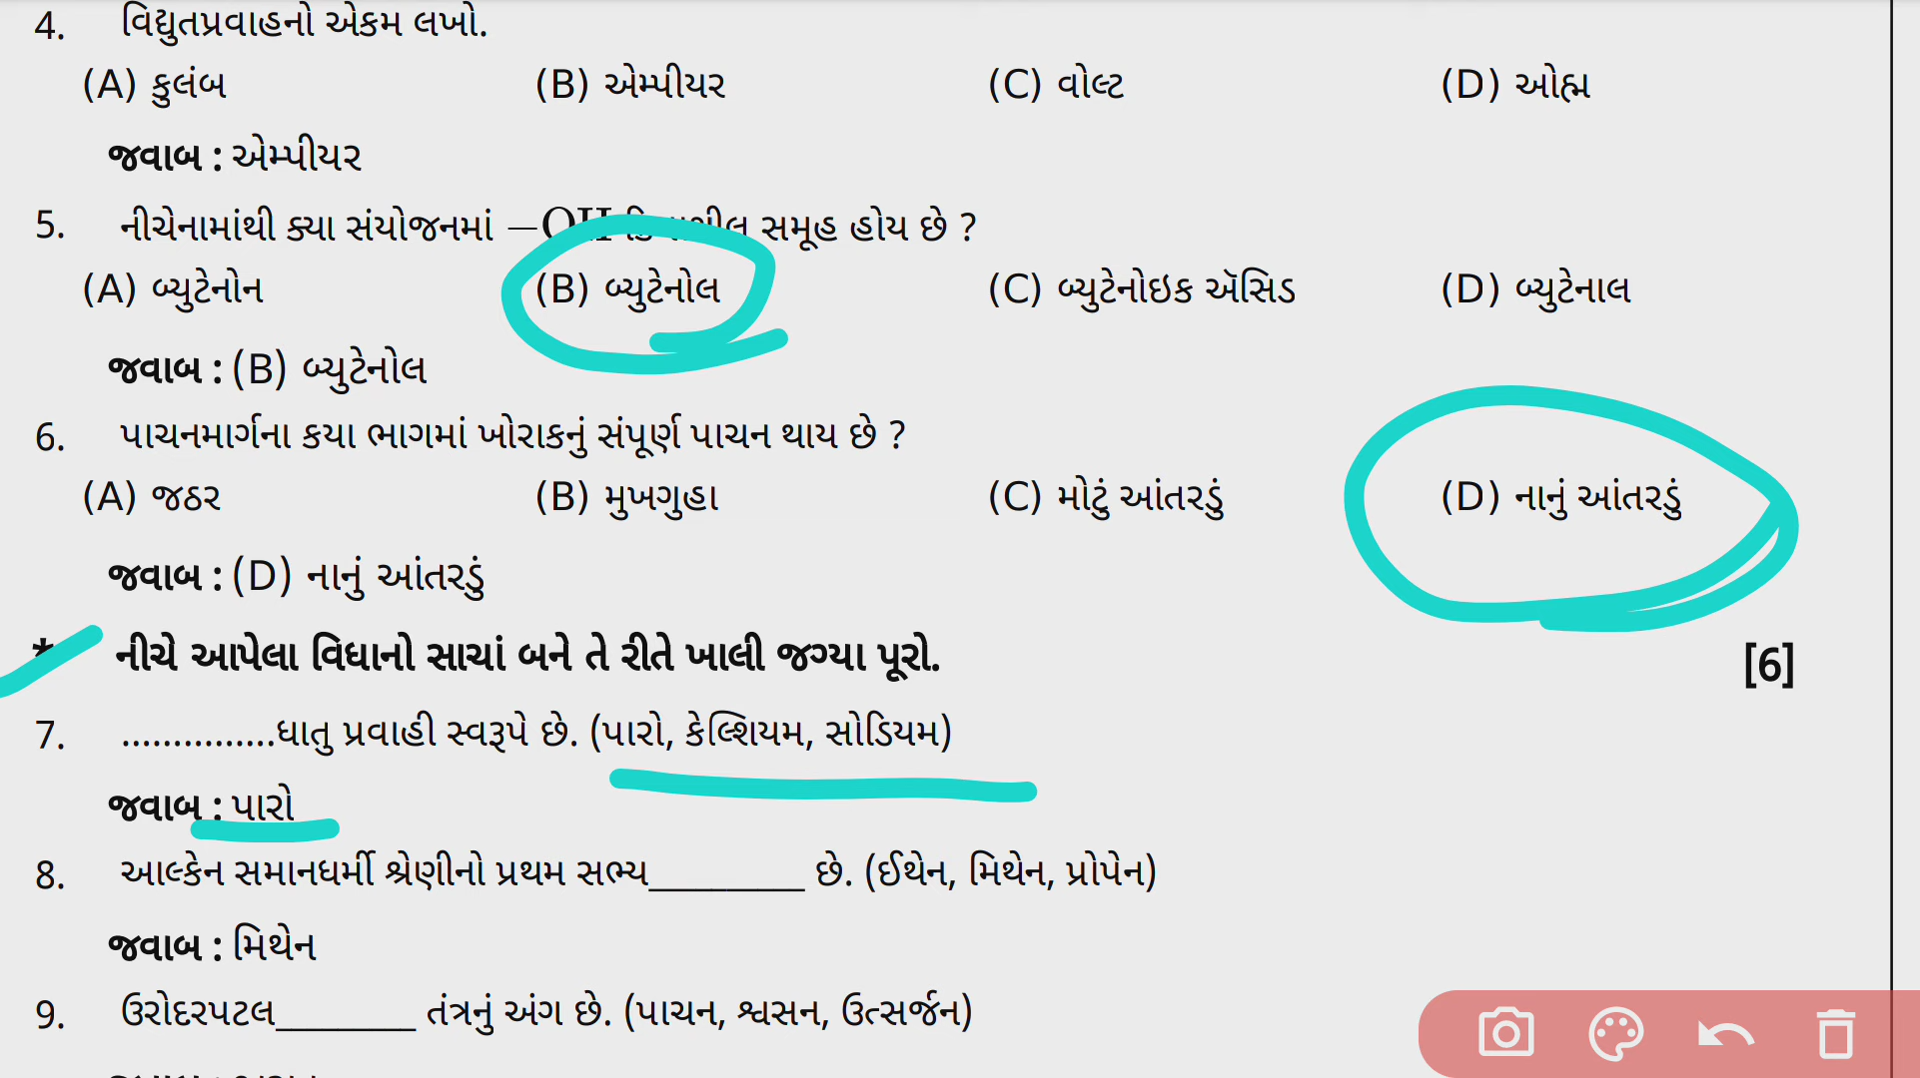 4. વિદ્યુતપ્રવાહનો એકમ લખો.
(A) કુલંબ (B) એમ્પીયર (C) વોલ્ટ (D) ઓહ્મ
જવાબ : એમ્પીયર
5. નીચેનામાંથી ક્યા સંયોજનમાં –OH સમૂહ હોય છે ?
(A) બ્યુટેનોન (B) બ્યુટેનોલ (C) બ્યુટેનોઇક ઍસિડ (D) બ્યુટેનાલ
જવાબ : (B) બ્યુટેનોલ
6. પાચનમાર્ગના કયા ભાગમાં ખોરાકનું સંપૂર્ણ પાચન થાય છે ?
(A) જઠર (B) મુખગુહા (C) મોટું આંતરડું (D) નાનું આંતરડું
જવાબ : (D) નાનું આંતરડું
* નીચે આપેલા વિધાનો સાચાં બને તે રીતે ખાલી જગ્યા પૂરો. [6]
7. ...............ધાતુ પ્રવાહી સ્વરૂપે છે. (પારો, કેલ્શિયમ, સોડિયમ)
જવાબ : પારો
8. આલ્કેન સમાનધર્મી શ્રેણીનો પ્રથમ સભ્ય________ છે. (ઈથેન, મિથેન, પ્રોપેન)
જવાબ : મિથેન
9. ઉરોદરપટલ_______ તંત્રનું અંગ છે. (પાચન, શ્વસન, ઉત્સર્જન)